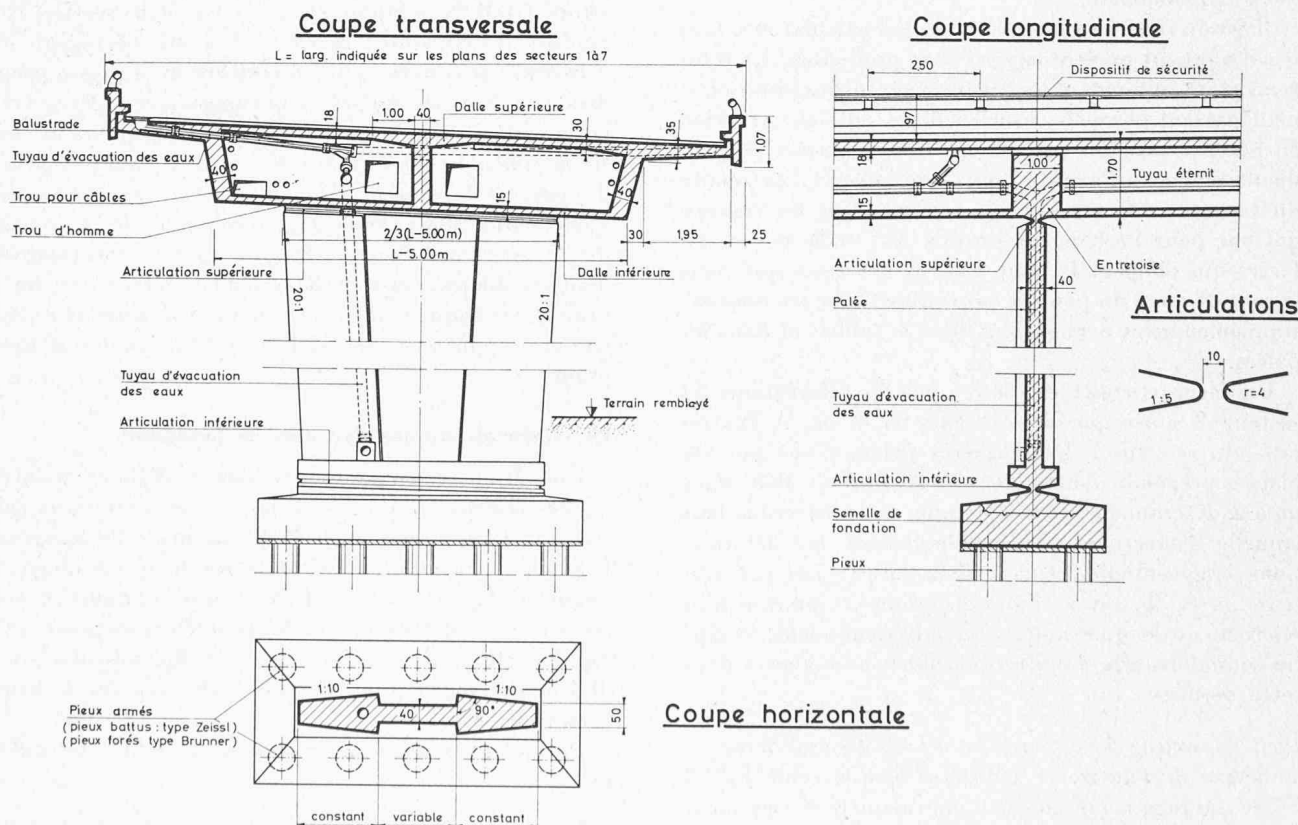 Coupe transversale
L = larg. indiquée sur les plans des secteurs 1à7
Balustrade
Tuyau d'évacuation des eaux
Trou pour câbles
Trou d'homme
18
1.00
40
Dalle supérieure
30
35
1.07
40
40
15
2/3(L-5.00m)
L-5.00m
30
1.95
25
Articulation supérieure
Dalle inférieure
20:1
20:1
Tuyau d'évacuation
des eaux
Articulation inférieure
Terrain remblayé
Coupe longitudinale
2.50
Dispositif de sécurité
97
18
1.00
1.70
Tuyau éternit
15
Articulation supérieure
Entretoise
Palée
40
Tuyau d'évacuation
des eaux
Articulation inférieure
Semelle de
fondation
Pieux
Articulations
10
1:5
r=4
Pieux armés
(pieux battus : type Zeissl)
pieux forés type Brunner)
1:10
1:10
40
90°
50
constant
variable
constant
Coupe horizontale